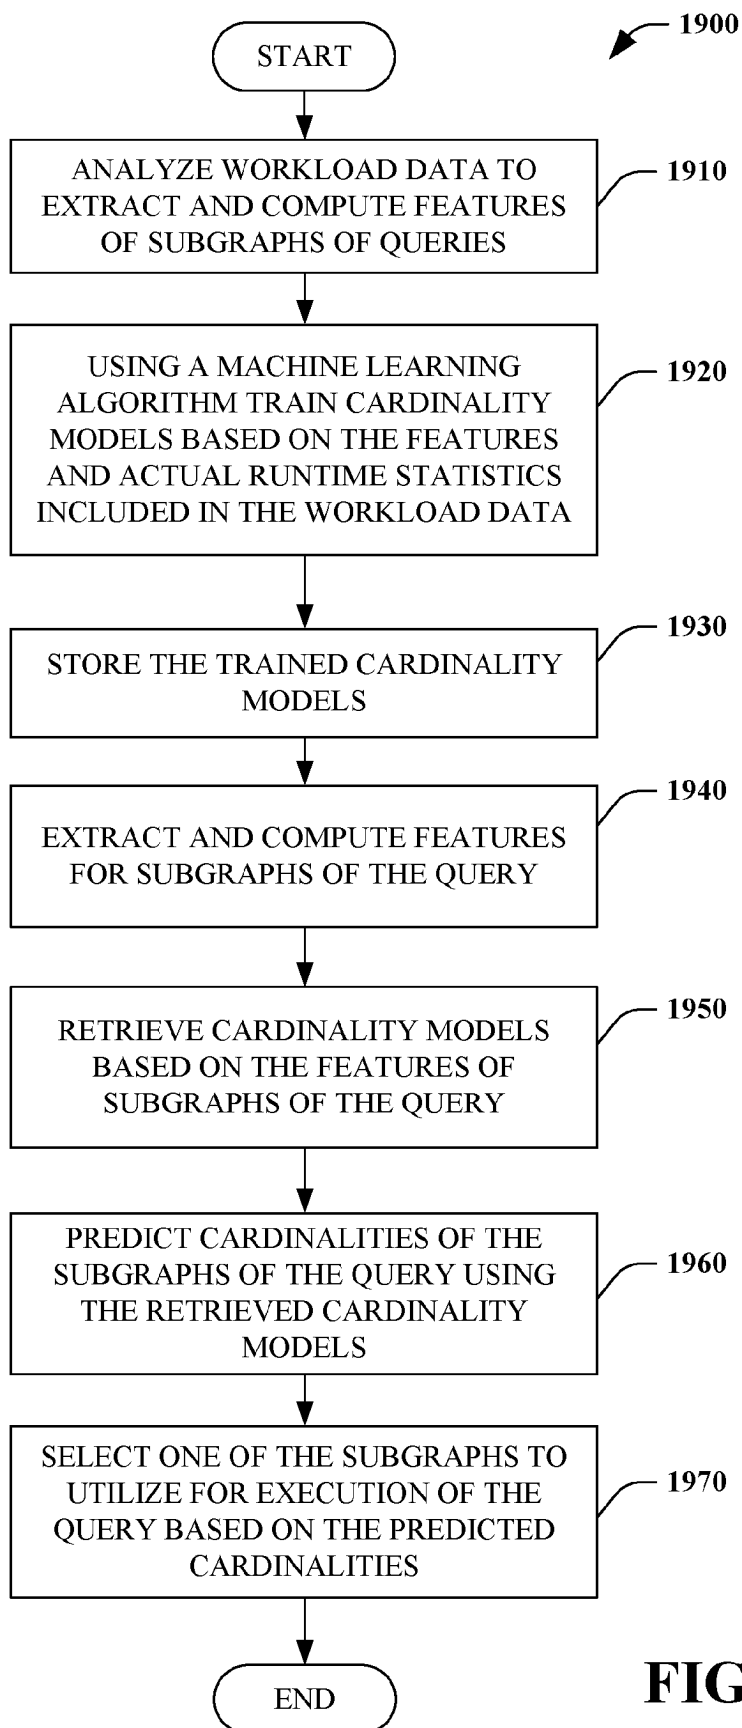 START
1900
ANALYZE WORKLOAD DATA TO
EXTRACT AND COMPUTE FEATURES
OF SUBGRAPHS OF QUERIES
1910
USING A MACHINE LEARNING
ALGORITHM TRAIN CARDINALITY
MODELS BASED ON THE FEATURES
AND ACTUAL RUNTIME STATISTICS
INCLUDED IN THE WORKLOAD DATA
1920
STORE THE TRAINED CARDINALITY
MODELS
1930
EXTRACT AND COMPUTE FEATURES
FOR SUBGRAPHS OF THE QUERY
1940
RETRIEVE CARDINALITY MODELS
BASED ON THE FEATURES OF
SUBGRAPHS OF THE QUERY
1950
PREDICT CARDINALITIES OF THE
SUBGRAPHS OF THE QUERY USING
THE RETRIEVED CARDINALITY
MODELS
1960
SELECT ONE OF THE SUBGRAPHS TO
UTILIZE FOR EXECUTION OF THE
QUERY BASED ON THE PREDICTED
CARDINALITIES
1970
END
FIG